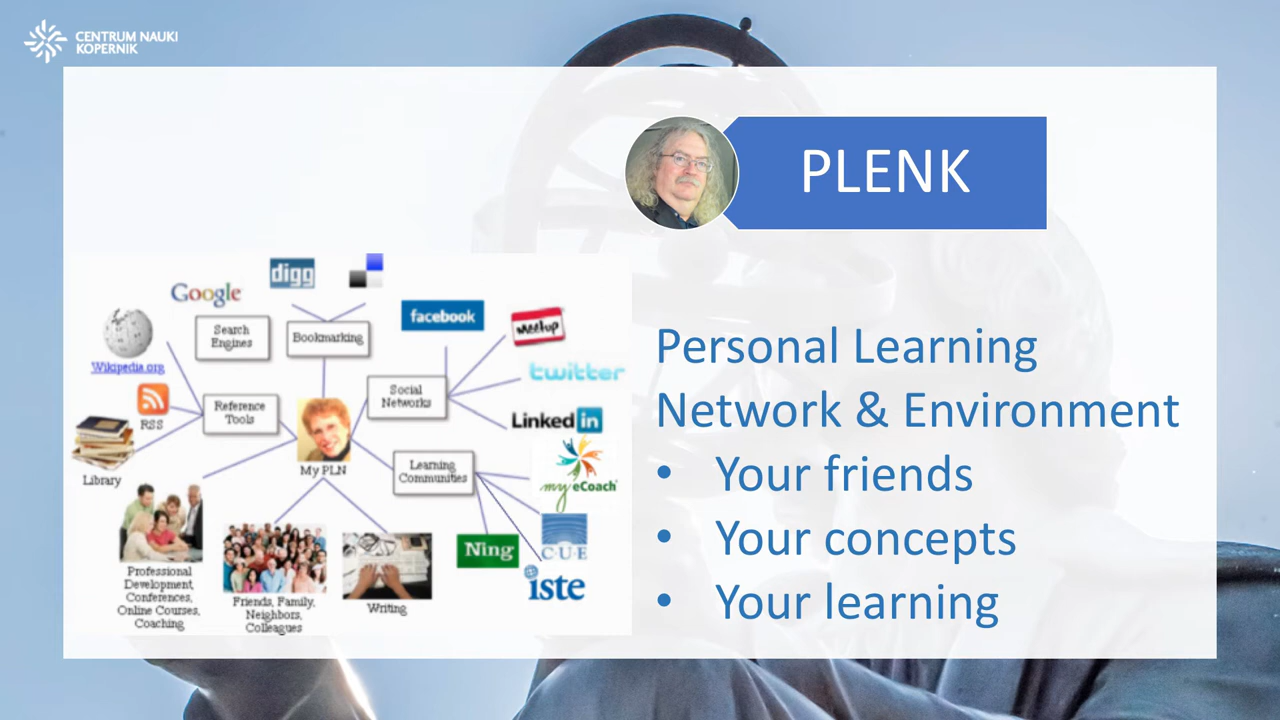 CENTRUM NAUKI
KOPERNIK
PLENK
Personal Learning
Network & Environment
• Your friends
• Your concepts
• Your learning
digg
Google
facebook
Meetup
Search
Engines
Bookmarking
Wikipedia.org
twitter
Social
Networks
RSS
Reference
Tools
Linked in
My PLN
Learning
Communities
Library
my eCoach
Ning
C·U·E
iste
Professional
Development,
Conferences,
Online Courses,
Coaching
Friends, Family,
Neighbors,
Colleagues
Writing